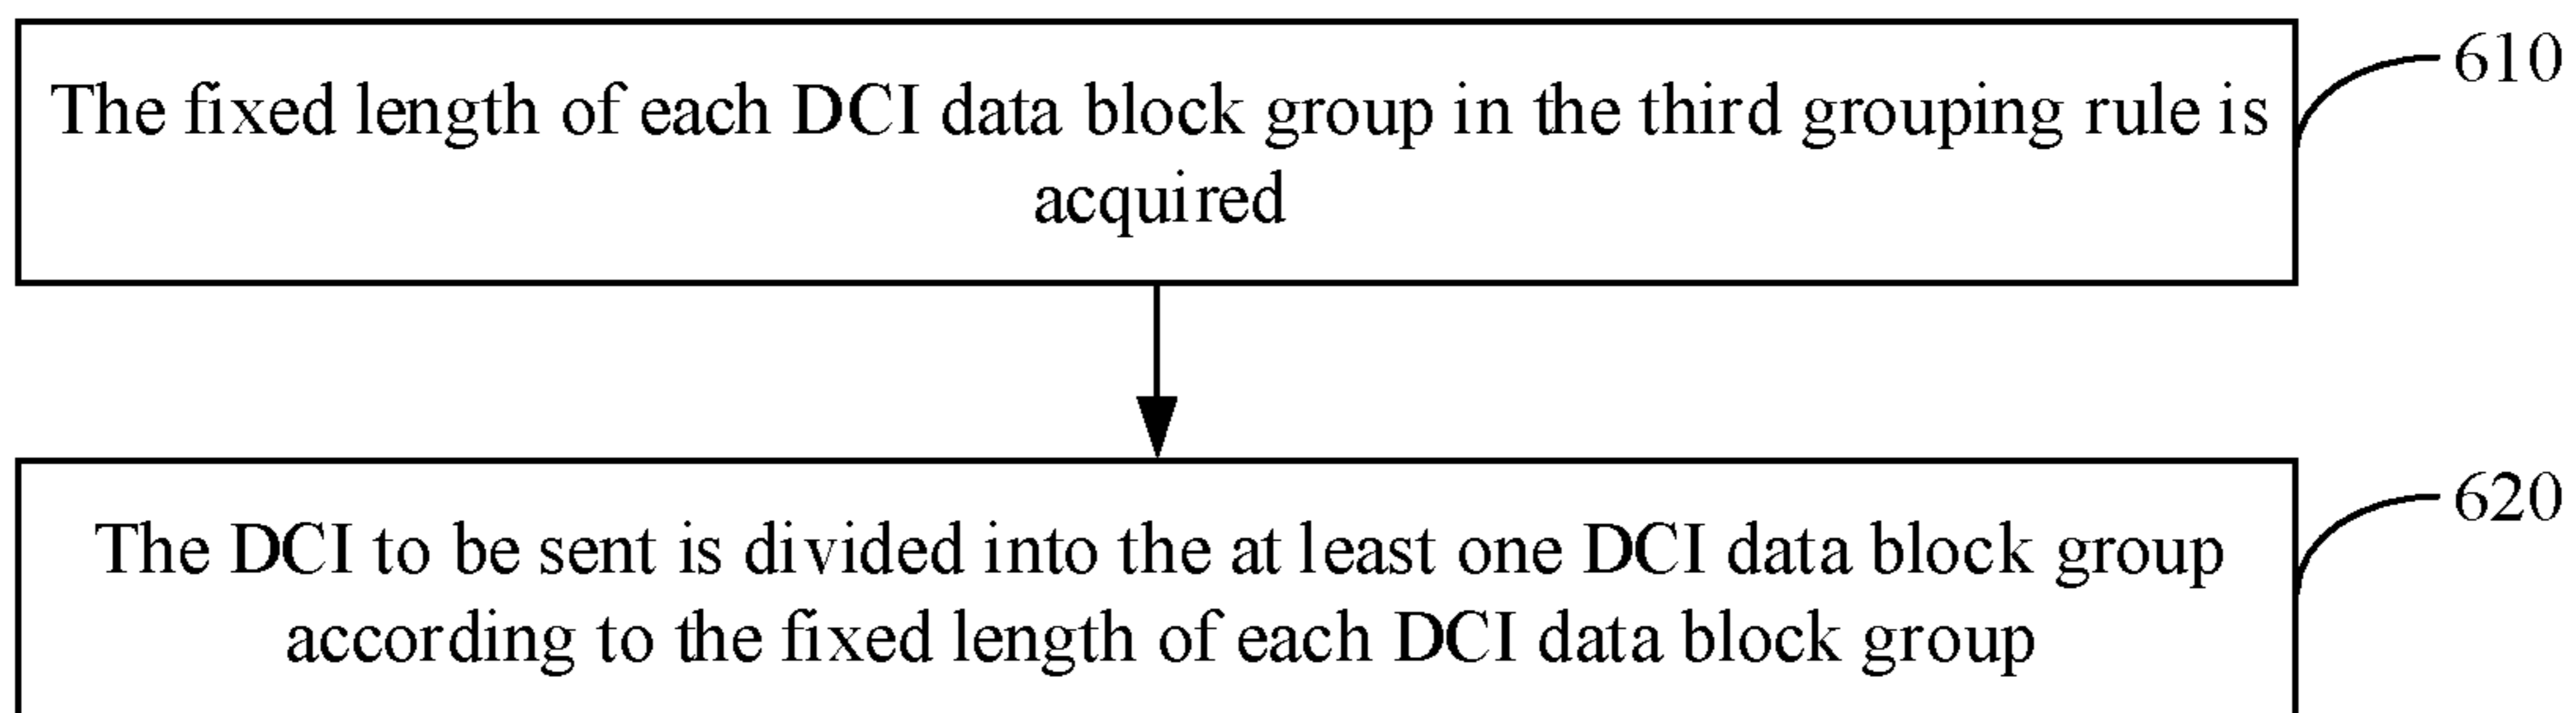 The fixed length of each DCI data block group in the third grouping rule is
acquired
610
The DCI to be sent is divided into the at least one DCI data block group
according to the fixed length of each DCI data block group
620